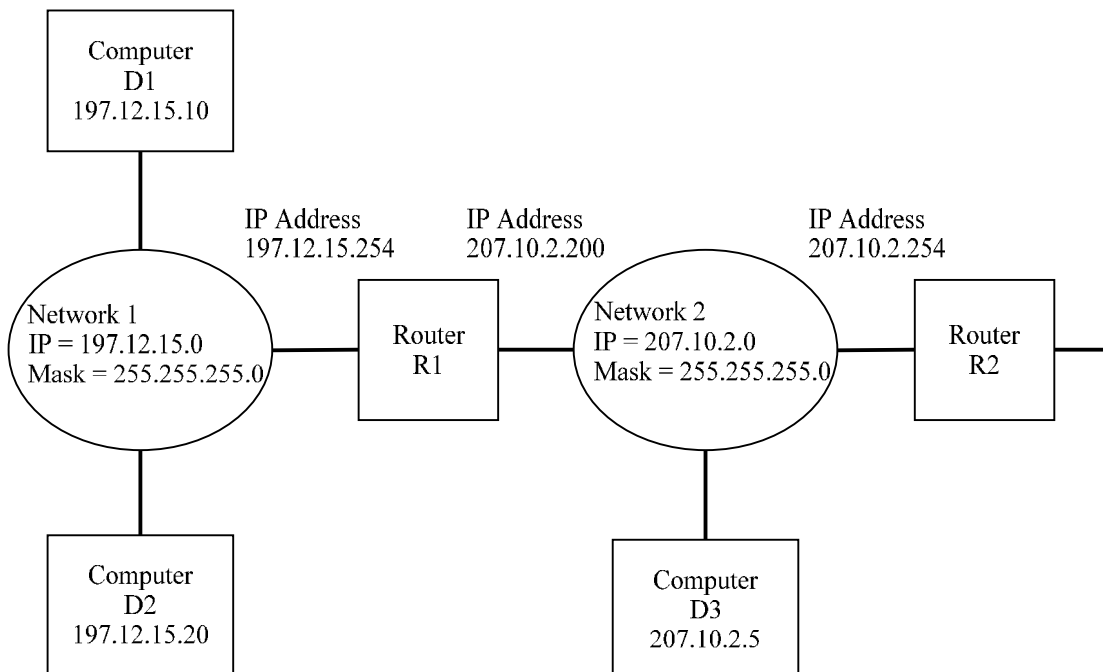 Computer
D1
197.12.15.10
IP Address
197.12.15.254
IP Address
207.10.2.200
IP Address
207.10.2.254
Network 1
IP = 197.12.15.0
Mask = 255.255.255.0
Router
R1
Network 2
IP = 207.10.2.0
Mask = 255.255.255.0
Router
R2
Computer
D2
197.12.15.20
Computer
D3
207.10.2.5